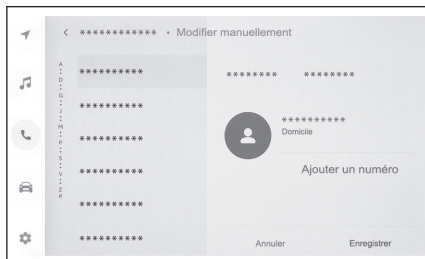 ************ • Modifier manuellement
A
•
D
•
G
•
J
•
M
•
P
•
S
•
V
•
Z
#
**********
**********
**********
**********
**********
**********
******** ********
**********
Domicile
Ajouter un numéro
Annuler Enregistrer